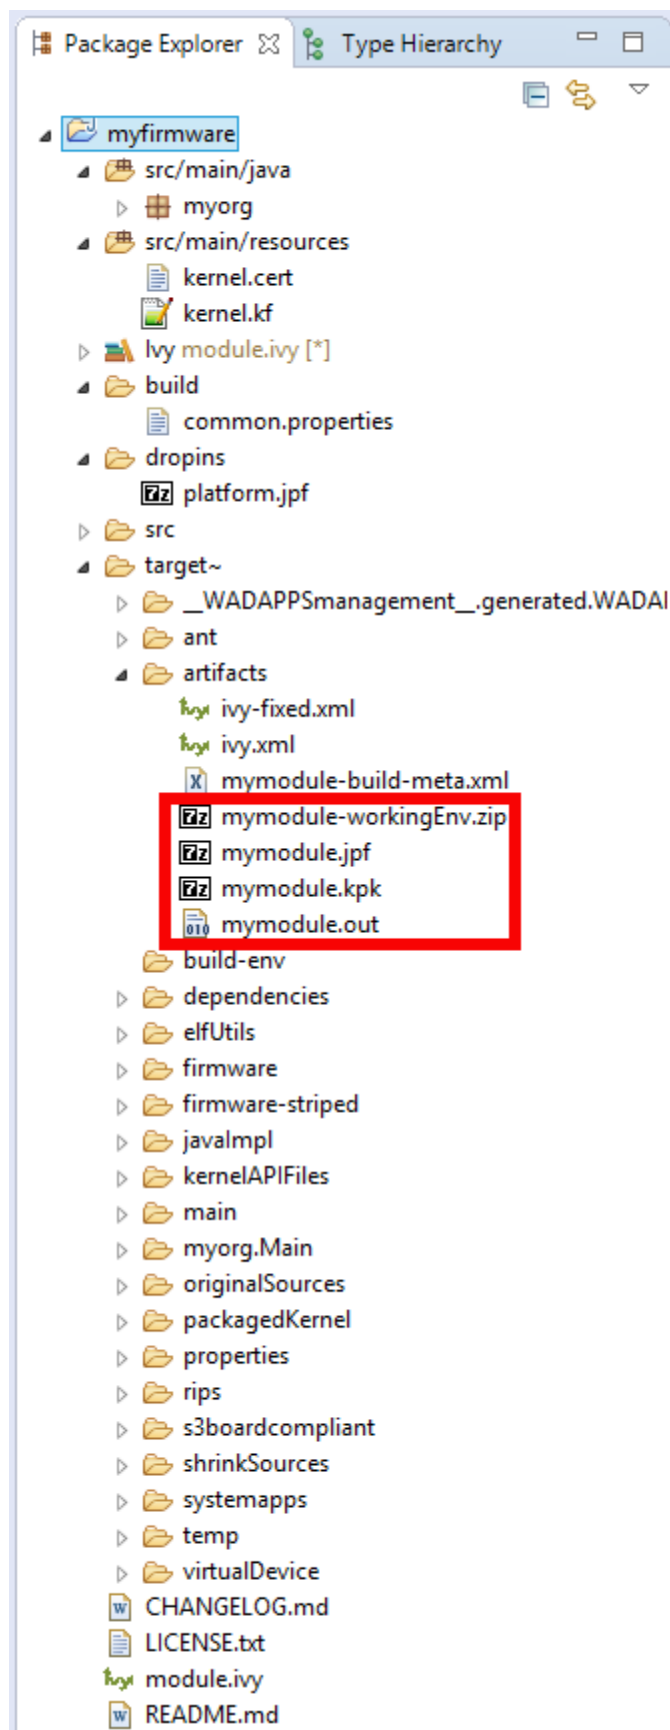 Package Explorer Type Hierarchy
myfirmware
src/main/java
myorg
src/main/resources
kernel.cert
kernel.kf
Ivy module.ivy [*]
build
common.properties
dropins
platform.jpf
src
target~
__WADAPPSmanagement__.generated.WADAI
ant
artifacts
ivy-fixed.xml
ivy.xml
mymodule-build-meta.xml
mymodule-workingEnv.zip
mymodule.jpf
mymodule.kpk
mymodule.out
build-env
dependencies
elfUtils
firmware
firmware-striped
javaImpl
kernelAPIFiles
main
myorg.Main
originalSources
packagedKernel
properties
rips
s3boardcompliant
shrinkSources
systemapps
temp
virtualDevice
CHANGELOG.md
LICENSE.txt
module.ivy
README.md